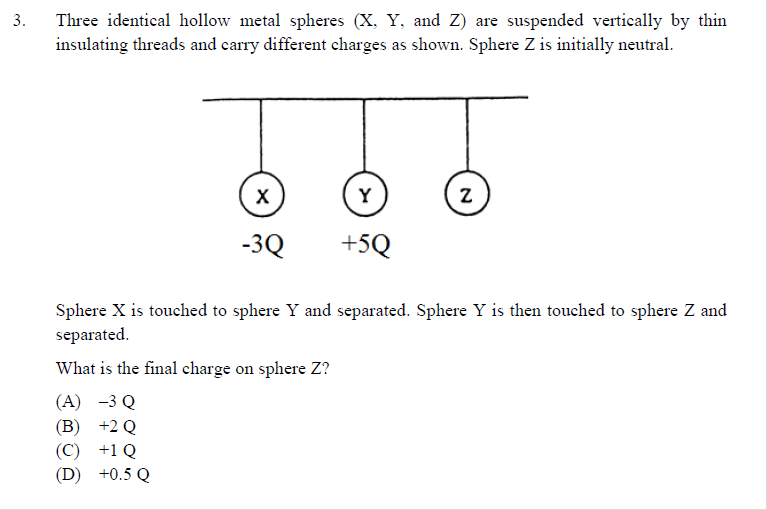 3. Three identical hollow metal spheres (X, Y, and Z) are suspended vertically by thin
insulating threads and carry different charges as shown. Sphere Z is initially neutral.
X Y Z
-3Q +5Q
Sphere X is touched to sphere Y and separated. Sphere Y is then touched to sphere Z and
separated.
What is the final charge on sphere Z?
(A) –3 Q
(B) +2 Q
(C) +1 Q
(D) +0.5 Q